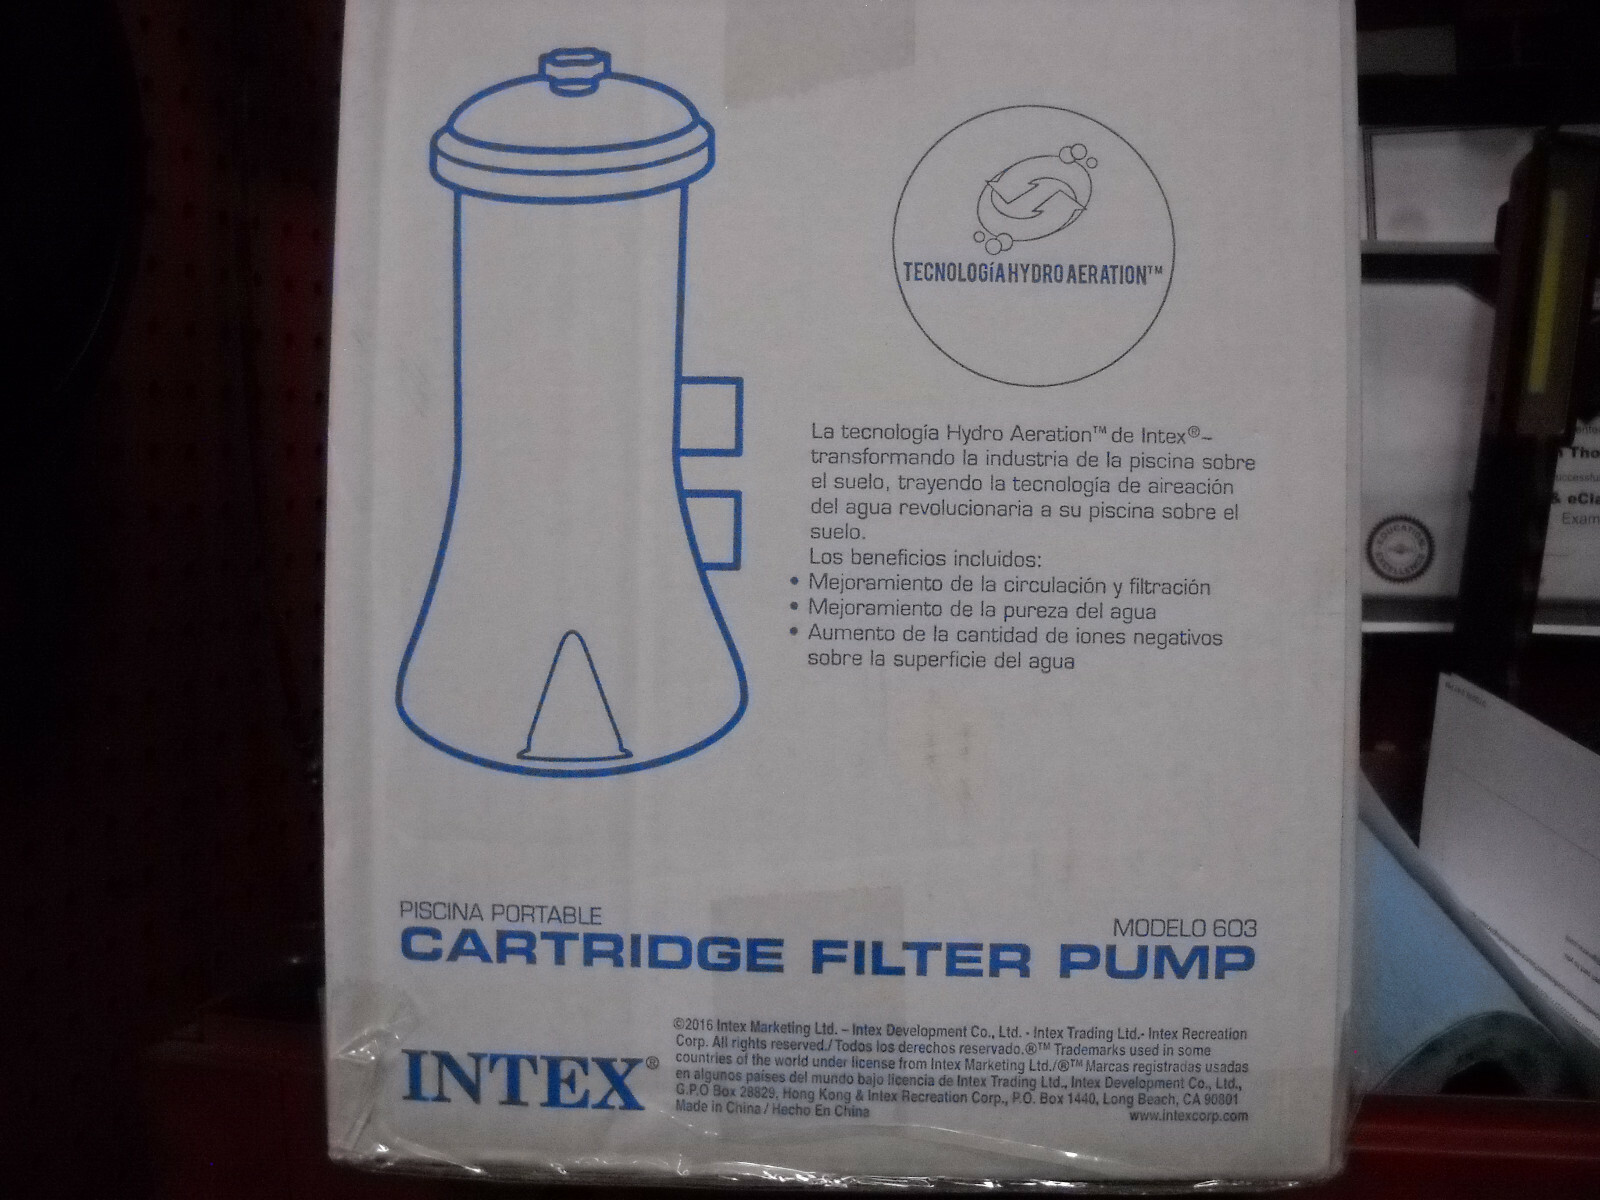 TECNOLOGÍA HYDRO AERATION™
La tecnología Hydro Aeration™ de Intex®–
transformando la industria de la piscina sobre
el suelo, trayendo la tecnología de aireación
del agua revolucionaria a su piscina sobre el
suelo.
Los beneficios incluidos:
• Mejoramiento de la circulación y filtración
• Mejoramiento de la pureza del agua
• Aumento de la cantidad de iones negativos
sobre la superficie del agua
PISCINA PORTABLE
MODELO 603
CARTRIDGE FILTER PUMP
INTEX®
©2016 Intex Marketing Ltd. – Intex Development Co., Ltd. - Intex Trading Ltd.- Intex Recreation
Corp. All rights reserved./Todos los derechos reservado.®™ Trademarks used in some
countries of the world under license from Intex Marketing Ltd./®™ Marcas registradas usadas
en algunos países del mundo bajo licencia de Intex Trading Ltd., Intex Development Co., Ltd.,
G.P.O Box 28829, Hong Kong & Intex Recreation Corp., P.O. Box 1440, Long Beach, CA 90801
Made in China / Hecho En China
www.intexcorp.com
Tho
& eCla
Exam
EDUCATION
EXCELLENCE